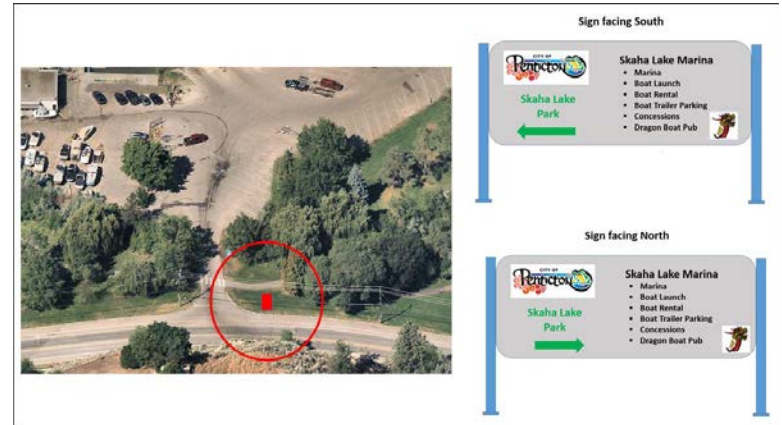 Sign facing South
CITY OF
Penticton
Skaha Lake
Park
Skaha Lake Marina
• Marina
• Boat Launch
• Boat Rental
• Boat Trailer Parking
• Concessions
• Dragon Boat Pub
Sign facing North
CITY OF
Penticton
Skaha Lake
Park
Skaha Lake Marina
• Marina
• Boat Launch
• Boat Rental
• Boat Trailer Parking
• Concessions
• Dragon Boat Pub